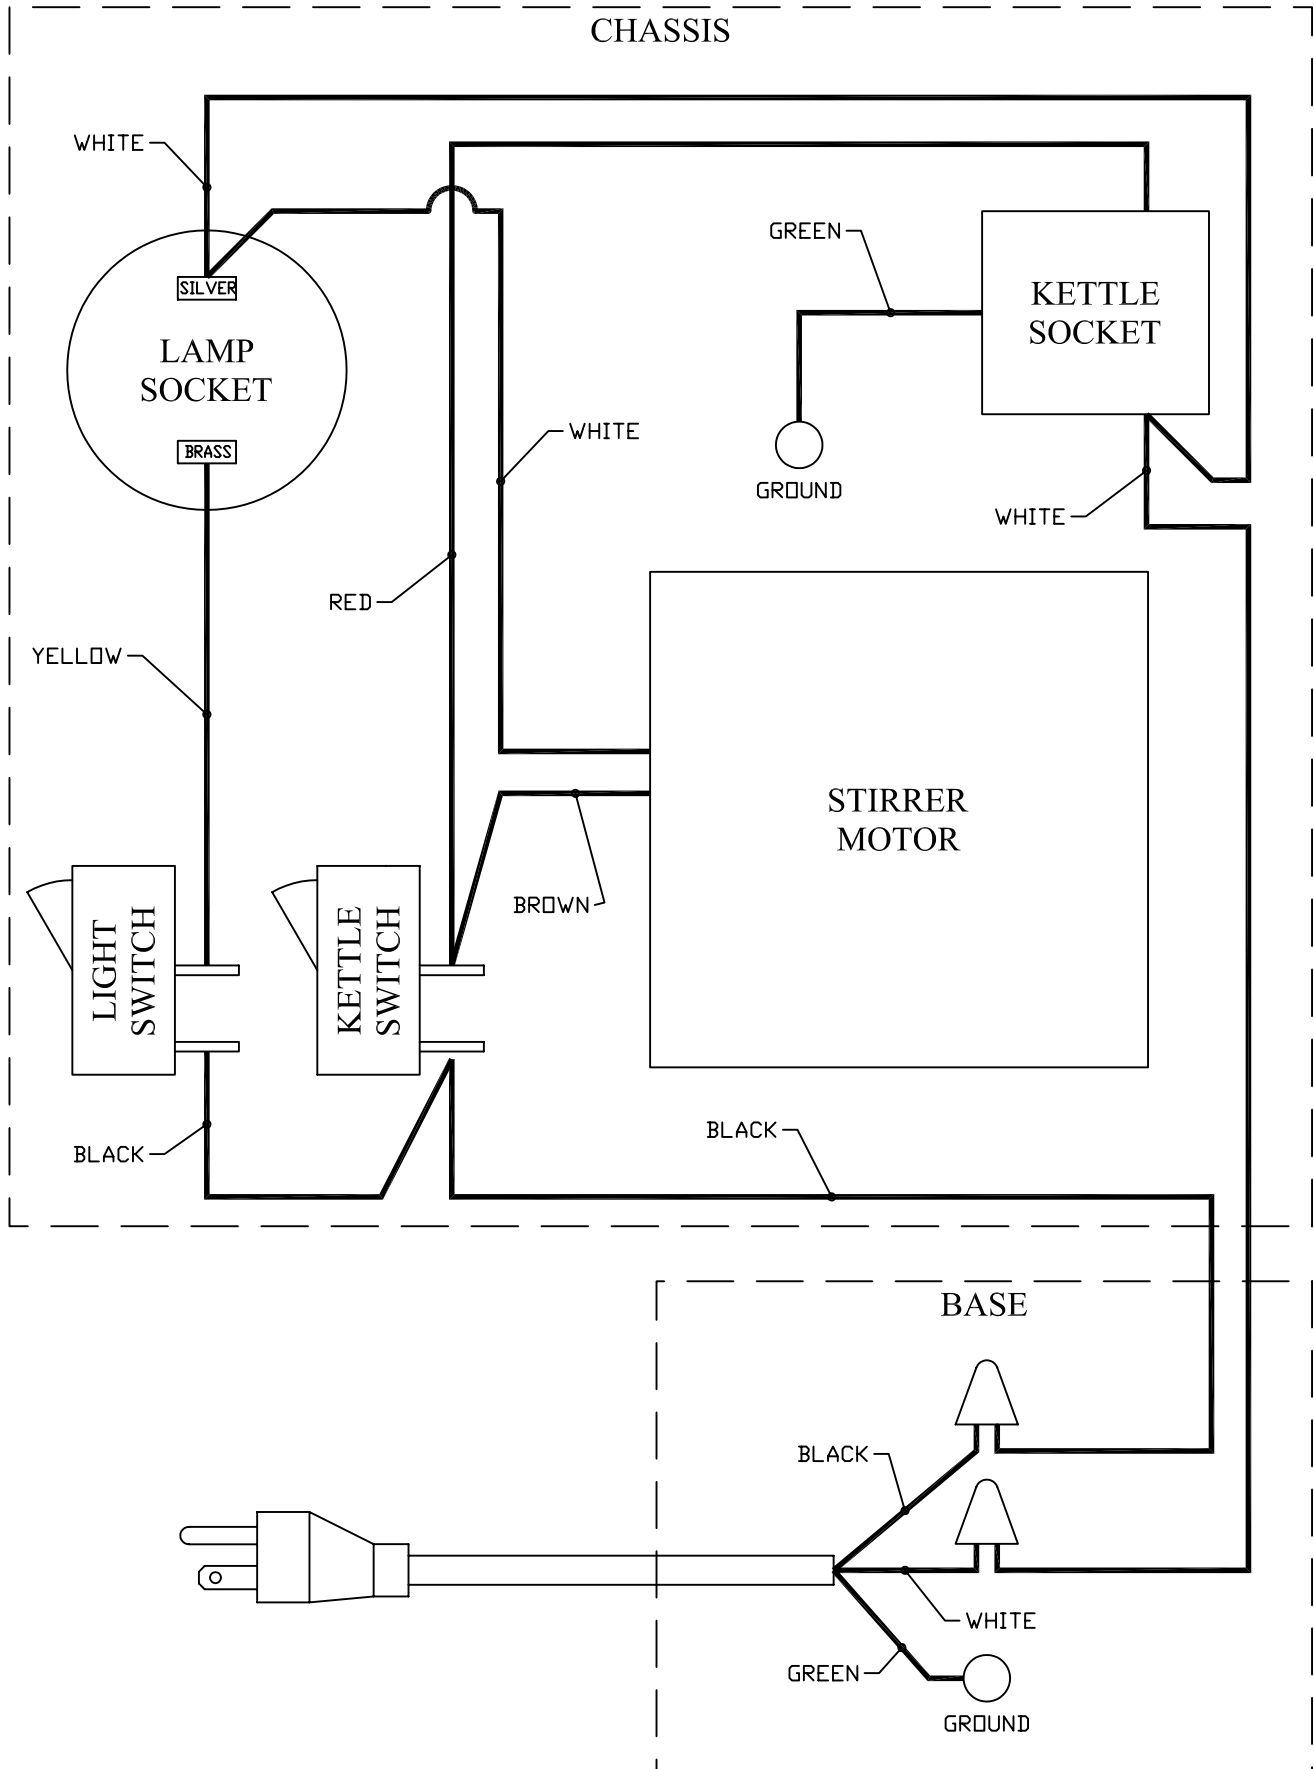 CHASSIS
WHITE
GREEN
SILVER
KETTLE
SOCKET
LAMP
SOCKET
BRASS
WHITE
GROUND
WHITE
RED
YELLOW
STIRRER
MOTOR
BROWN
LIGHT
SWITCH
KETTLE
SWITCH
BLACK
BLACK
BASE
BLACK
WHITE
GREEN
GROUND